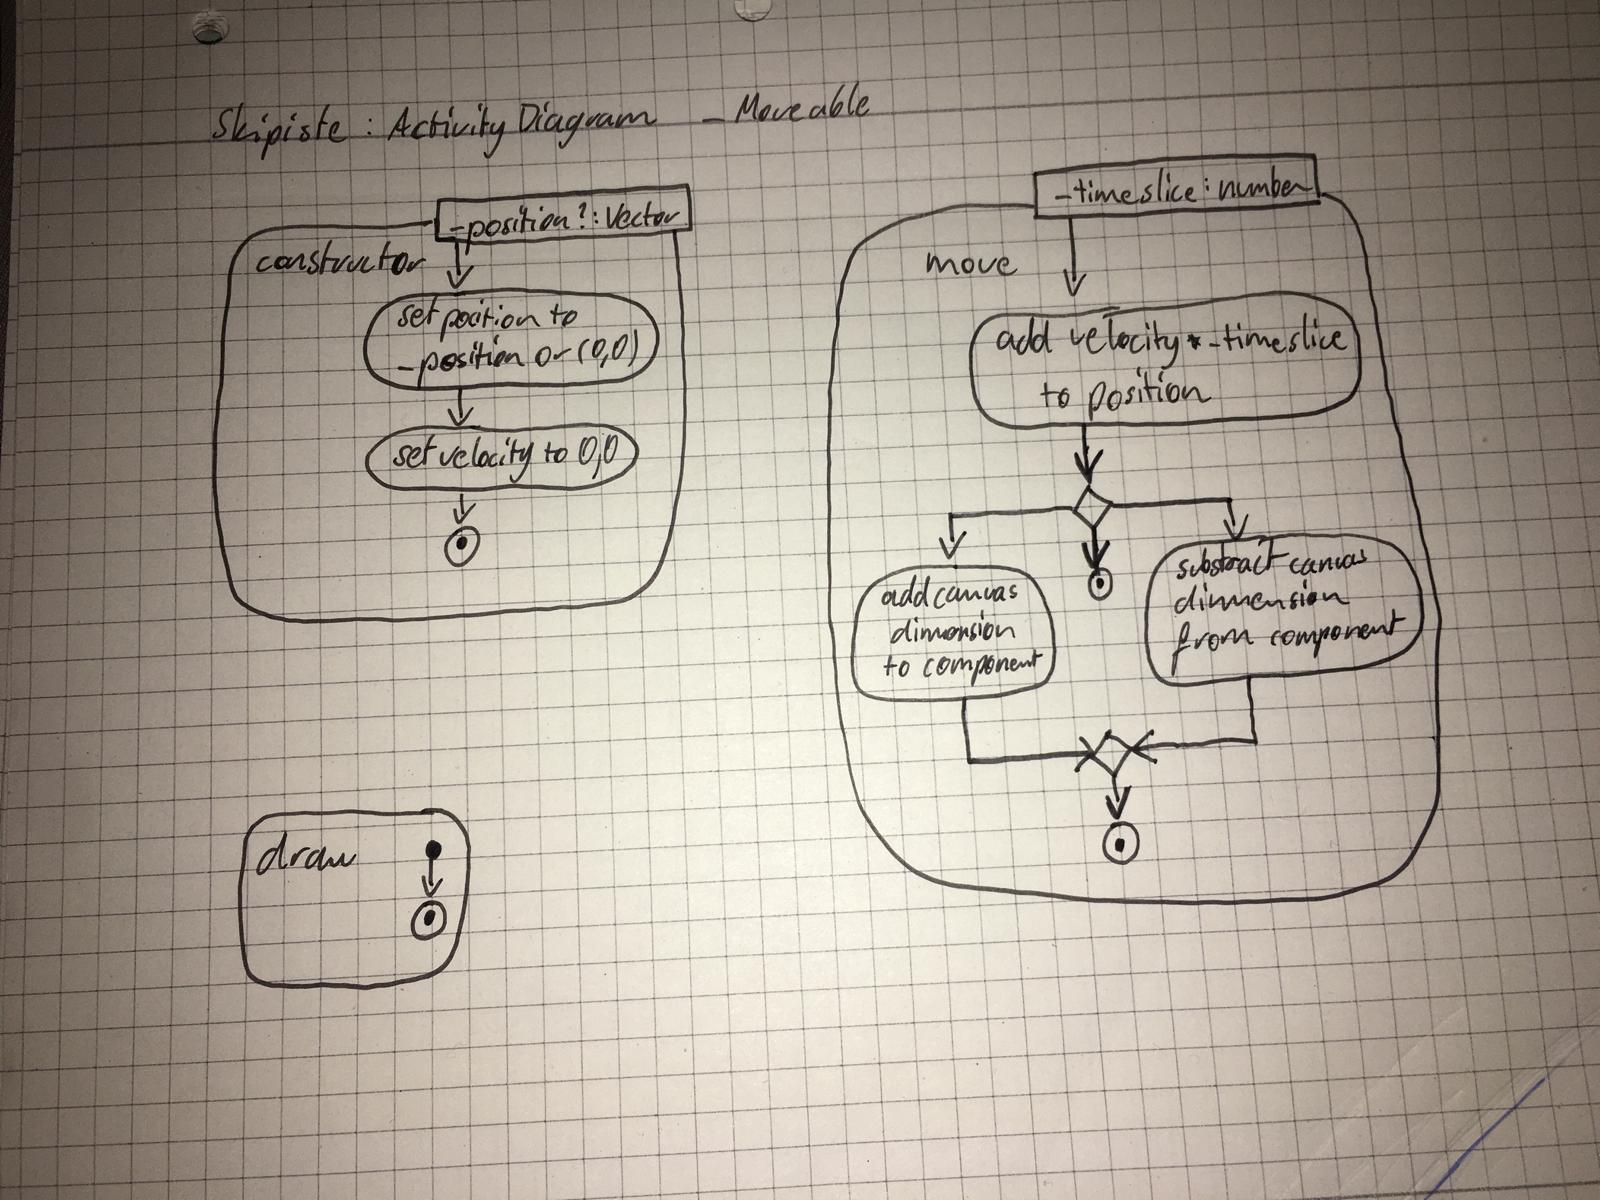 Skipiste : Activity Diagram _Moveable
_position? : Vector
constructor
set position to
_position or (0,0)
set velocity to 0,0
_timeslice : number
move
add velocity * _timeslice
to position
add canvas
dimension
to component
substract canvas
dinmension
from component
draw